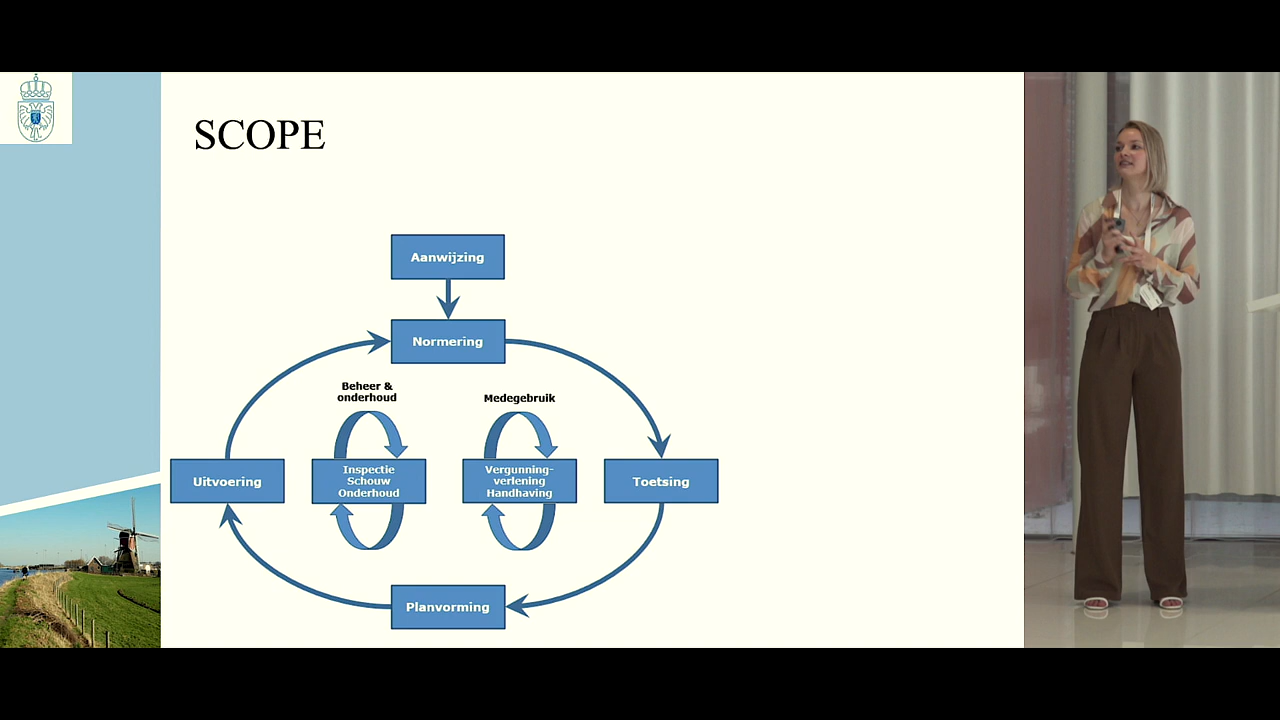 SCOPE
Aanwijzing
Normering
Beheer &
onderhoud
Medegebruik
Uitvoering
Inspectie
Schouw
Onderhoud
Vergunning-
verlening
Handhaving
Toetsing
Planvorming